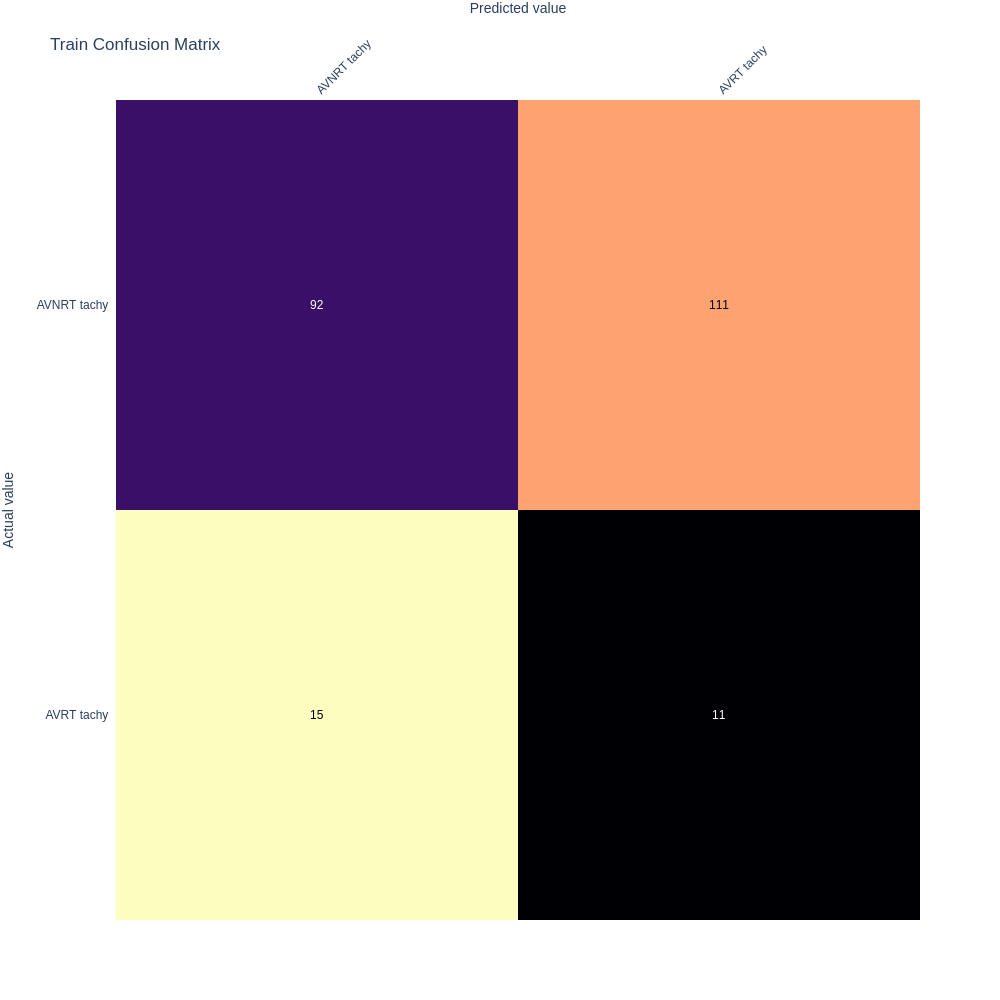 Predicted value
Train Confusion Matrix
AVNRT tachy
AVRT tachy
AVNRT tachy
92
111
Actual value
AVRT tachy
15
11